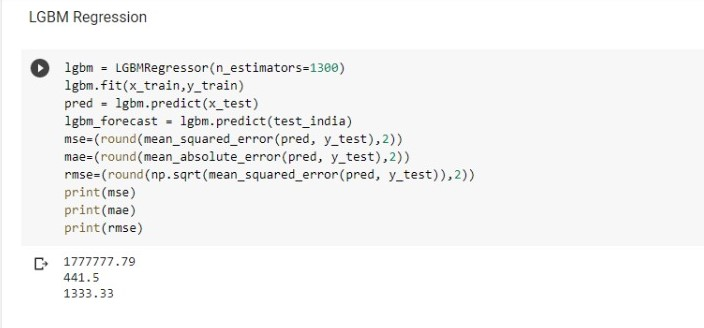 LGBM Regression
lgbm = LGBMRegressor(n_estimators=1300)
lgbm.fit(x_train,y_train)
pred = lgbm.predict(x_test)
lgbm_forecast = lgbm.predict(test_india)
mse=(round(mean_squared_error(pred, y_test),2))
mae=(round(mean_absolute_error(pred, y_test),2))
rmse=(round(np.sqrt(mean_squared_error(pred, y_test)),2))
print(mse)
print(mae)
print(rmse)
1777777.79
441.5
1333.33